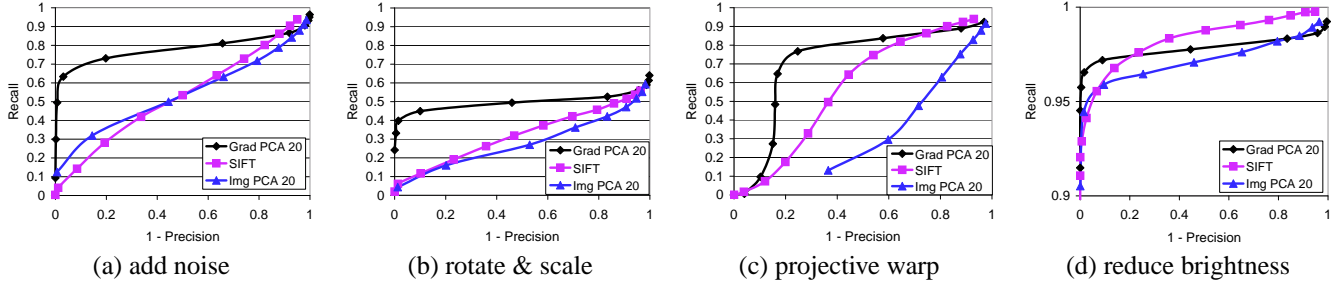 Recall
1
0.9
0.8
0.7
0.6
0.5
0.4
0.3
0.2
0.1
0
Grad PCA 20
SIFT
Img PCA 20
0 0.2 0.4 0.6 0.8 1
1 - Precision
(a) add noise
Recall
1
0.9
0.8
0.7
0.6
0.5
0.4
0.3
0.2
0.1
0
Grad PCA 20
SIFT
Img PCA 20
0 0.2 0.4 0.6 0.8 1
1 - Precision
(b) rotate & scale
Recall
1
0.9
0.8
0.7
0.6
0.5
0.4
0.3
0.2
0.1
0
Grad PCA 20
SIFT
Img PCA 20
0 0.2 0.4 0.6 0.8 1
1 - Precision
(c) projective warp
Recall
1
0.95
0.9
Grad PCA 20
SIFT
Img PCA 20
0 0.2 0.4 0.6 0.8 1
1 - Precision
(d) reduce brightness